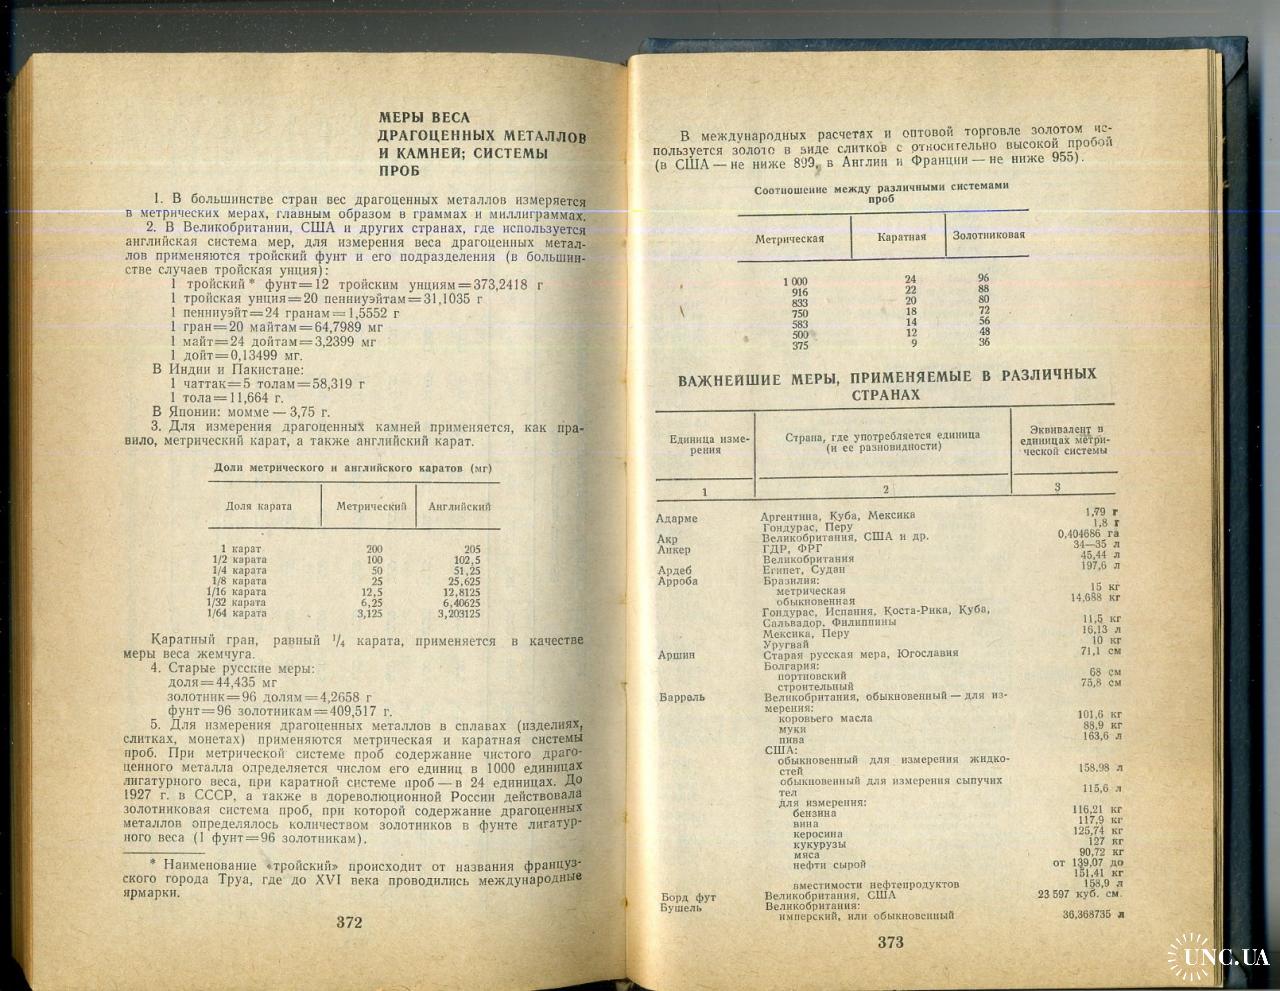 МЕРЫ ВЕСА
ДРАГОЦЕННЫХ МЕТАЛЛОВ
И КАМНЕЙ; СИСТЕМЫ
ПРОБ
1. В большинстве стран вес драгоценных металлов измеряется
в метрических мерах, главным образом в граммах и миллиграммах.
2. В Великобритании, США и других странах, где используется
английская система мер, для измерения веса драгоценных метал-
лов применяются тройский фунт и его подразделения (в большин-
стве случаев тройская унция):
1 тройский* фунт=12 тройским унциям=373,2418 г
1 тройская унция=20 пенниуэйтам=31,1035 г
1 пенниуэйт=24 гранам=1,5552 г
1 гран=20 майтам=64,7989 мг
1 майт=24 дойтам=3,2399 мг
1 дойт=0,13499 мг.
В Индии и Пакистане:
1 чаттак=5 толам=58,319 г
1 тола=11,664 г.
В Японии: момме — 3,75 г.
3. Для измерения драгоценных камней применяется, как пра-
вило, метрический карат, а также английский карат.
Доли метрического и английского каратов (мг)
Доля карата Метрический Английский
1 карат 200 205
1/2 карата 100 102,5
1/4 карата 50 51,25
1/8 карата 25 25,625
1/16 карата 12,5 12,8125
1/32 карата 6,25 6,40625
1/64 карата 3,125 3,203125
Каратный гран, равный 1/4 карата, применяется в качестве
меры веса жемчуга.
4. Старые русские меры:
доля=44,435 мг
золотник=96 долям=4,2658 г
фунт=96 золотникам=409,517 г.
5. Для измерения драгоценных металлов в сплавах (изделиях,
слитках, монетах) применяются метрическая и каратная системы
проб. При метрической системе проб содержание чистого драго-
ценного металла определяется числом его единиц в 1000 единицах
лигатурного веса, при каратной системе проб — в 24 единицах. До
1927 г. в СССР, а также в дореволюционной России действовала
золотниковая система проб, при которой содержание драгоценных
металлов определялось количеством золотников в фунте лигатур-
ного веса (1 фунт=96 золотникам).
* Наименование «тройский» происходит от названия француз-
ского города Труа, где до XVI века проводились международные
ярмарки.
372
В международных расчетах и оптовой торговле золотом ис-
пользуется золото в виде слитков с относительно высокой пробой
(в США — не ниже 899, в Англии и Франции — не ниже 955).
Соотношение между различными системами
проб
Метрическая Каратная Золотниковая
1 000 24 96
916 22 88
833 20 80
750 18 72
583 14 56
500 12 48
375 9 36
ВАЖНЕЙШИЕ МЕРЫ, ПРИМЕНЯЕМЫЕ В РАЗЛИЧНЫХ
СТРАНАХ
Единица изме-
рения
Страна, где употребляется единица
(и ее разновидности)
Эквивалент в
единицах метри-
ческой системы
1 2 3
Адарме Аргентина, Куба, Мексика 1,79 г
Гондурас, Перу 1,8 г
Акр Великобритания, США и др. 0,404686 га
Анкер ГДР, ФРГ 34—35 л
Великобритания 45,44 л
Ардеб Египет, Судан 197,6 л
Арроба Бразилия:
метрическая 15 кг
обыкновенная 14,688 кг
Гондурас, Испания, Коста-Рика, Куба,
Сальвадор, Филиппины 11,5 кг
Мексика, Перу 16,13 л
Уругвай 10 кг
Аршин Старая русская мера, Югославия 71,1 см
Болгария:
портновский 68 см
строительный 75,8 см
Баррель Великобритания, обыкновенный — для из-
мерения:
коровьего масла 101,6 кг
муки 88,9 кг
пива 163,6 л
США:
обыкновенный для измерения жидко-
стей 158,98 л
обыкновенный для измерения сыпучих
тел 115,6 л
для измерения:
бензина 116,21 кг
вина 117,9 кг
керосина 125,74 кг
кукурузы 127 кг
мяса 90,72 кг
нефти сырой от 139,07 до
151,41 кг
вместимости нефтепродуктов 158,9 л
Борд фут Великобритания, США 23 597 куб. см.
Бушель Великобритания:
имперский, или обыкновенный 36,368735 л
373
UNC.UA